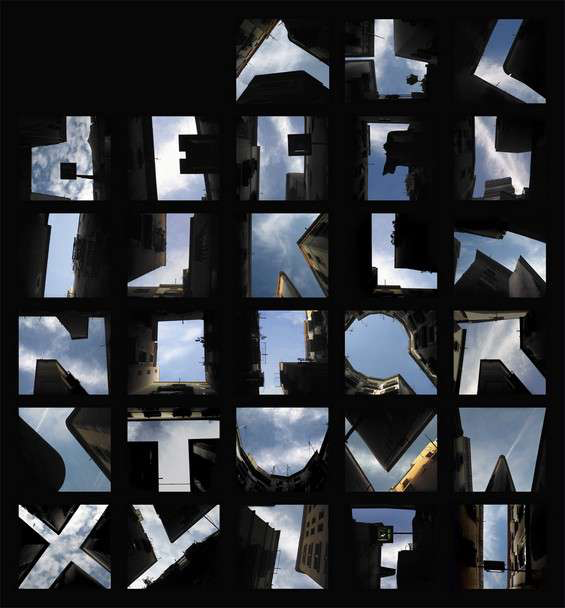 A B C
D E F G H
I J K L M
N O P Q R
S T U V W
X Y Z